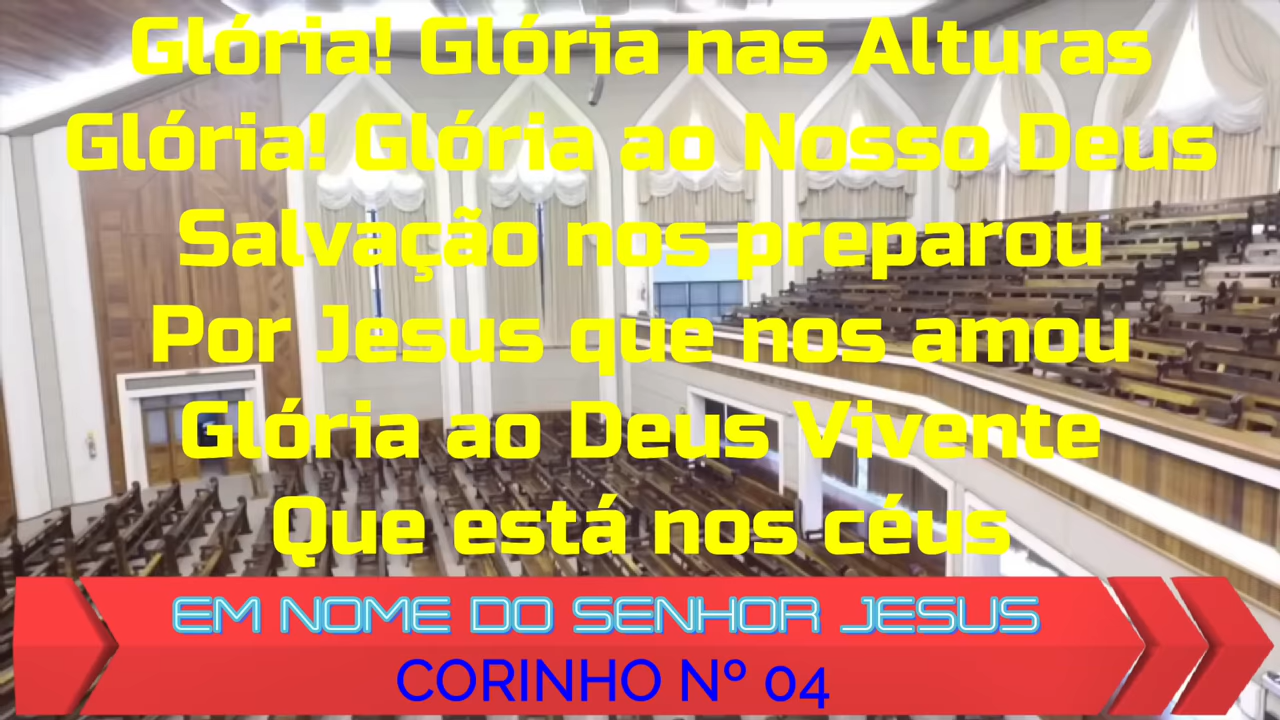 Glória! Glória nas Alturas
Glória! Glória ao Nosso Deus
Salvação nos preparou
Por Jesus que nos amou
Glória ao Deus Vivente
Que está nos céus
EM NOME DO SENHOR JESUS
CORINHO Nº 04